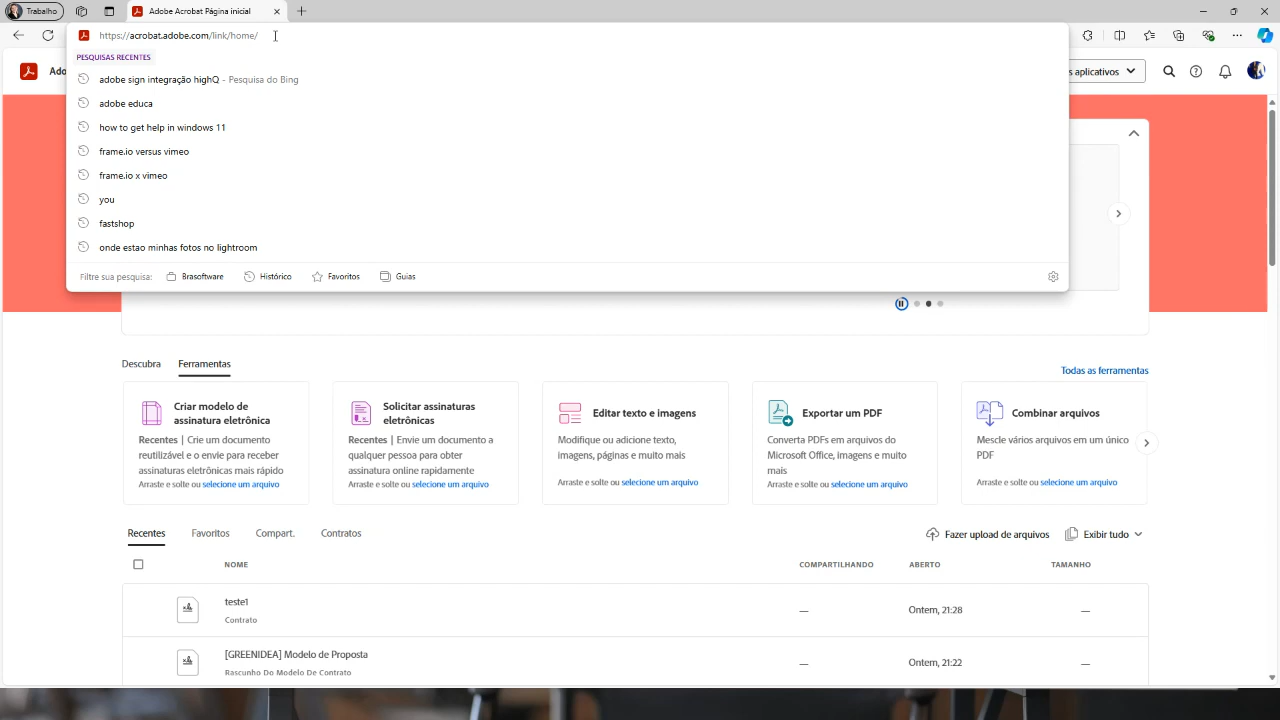 Trabalho
Adobe Acrobat Página inicial
https://acrobat.adobe.com/link/home/
PESQUISAS RECENTES
adobe sign integração highQ - Pesquisa do Bing
adobe educa
how to get help in windows 11
frame.io versus vimeo
frame.io x vimeo
you
fastshop
onde estao minhas fotos no lightroom
Filtre sua pesquisa:
Brasoftware
Histórico
Favoritos
Guias
Ado
s aplicativos
Descubra
Ferramentas
Todas as ferramentas
Criar modelo de
assinatura eletrônica
Recentes | Crie um documento
reutilizável e o envie para receber
assinaturas eletrônicas mais rápido
Arraste e solte ou selecione um arquivo
Solicitar assinaturas
eletrônicas
Recentes | Envie um documento a
qualquer pessoa para obter
assinatura online rapidamente
Arraste e solte ou selecione um arquivo
Editar texto e imagens
Modifique ou adicione texto,
imagens, páginas e muito mais
Arraste e solte ou selecione um arquivo
Exportar um PDF
Converta PDFs em arquivos do
Microsoft Office, imagens e muito
mais
Arraste e solte ou selecione um arquivo
Combinar arquivos
Mescle vários arquivos em um único
PDF
Arraste e solte ou selecione um arquivo
Recentes
Favoritos
Compart.
Contratos
Fazer upload de arquivos
Exibir tudo
NOME
COMPARTILHANDO
ABERTO
TAMANHO
teste1
Contrato
—
Ontem, 21:28
—
[GREENIDEA] Modelo de Proposta
Rascunho Do Modelo De Contrato
—
Ontem, 21:22
—